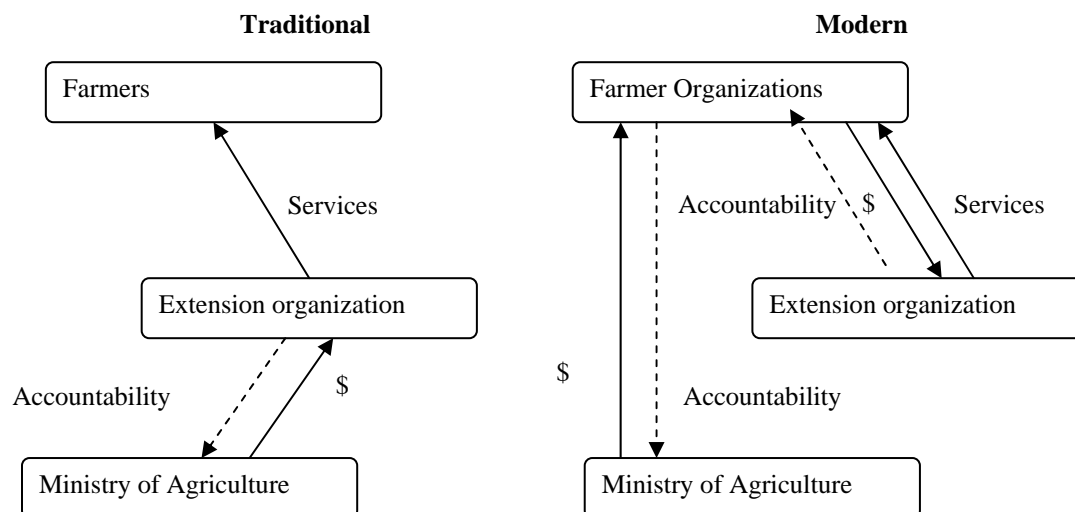 Traditional
Farmers
Services
Extension organization
Accountability
$
Ministry of Agriculture
Modern
Farmer Organizations
Accountability
$
Services
Extension organization
$
Accountability
Ministry of Agriculture